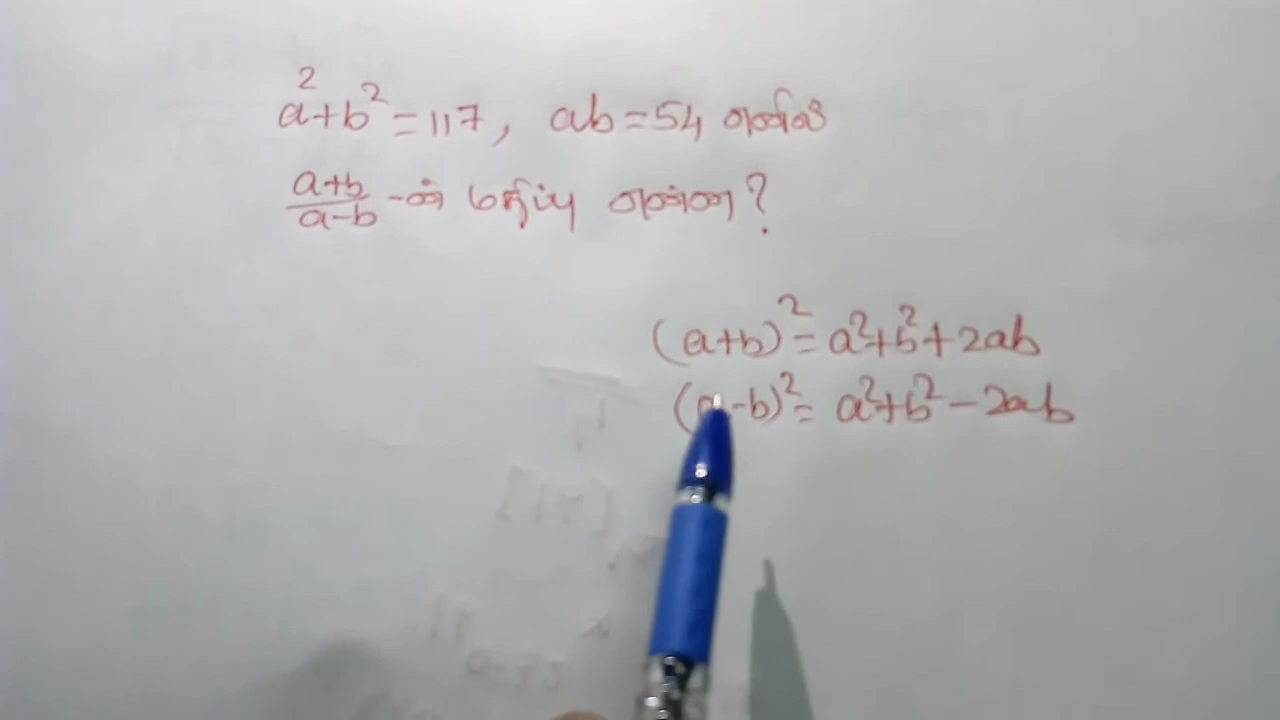 a²+b² = 117, ab = 54 எனில்
a+b/a-b -ன் மதிப்பு என்ன?
(a+b)² = a²+b²+2ab
(a-b)² = a²+b²-2ab